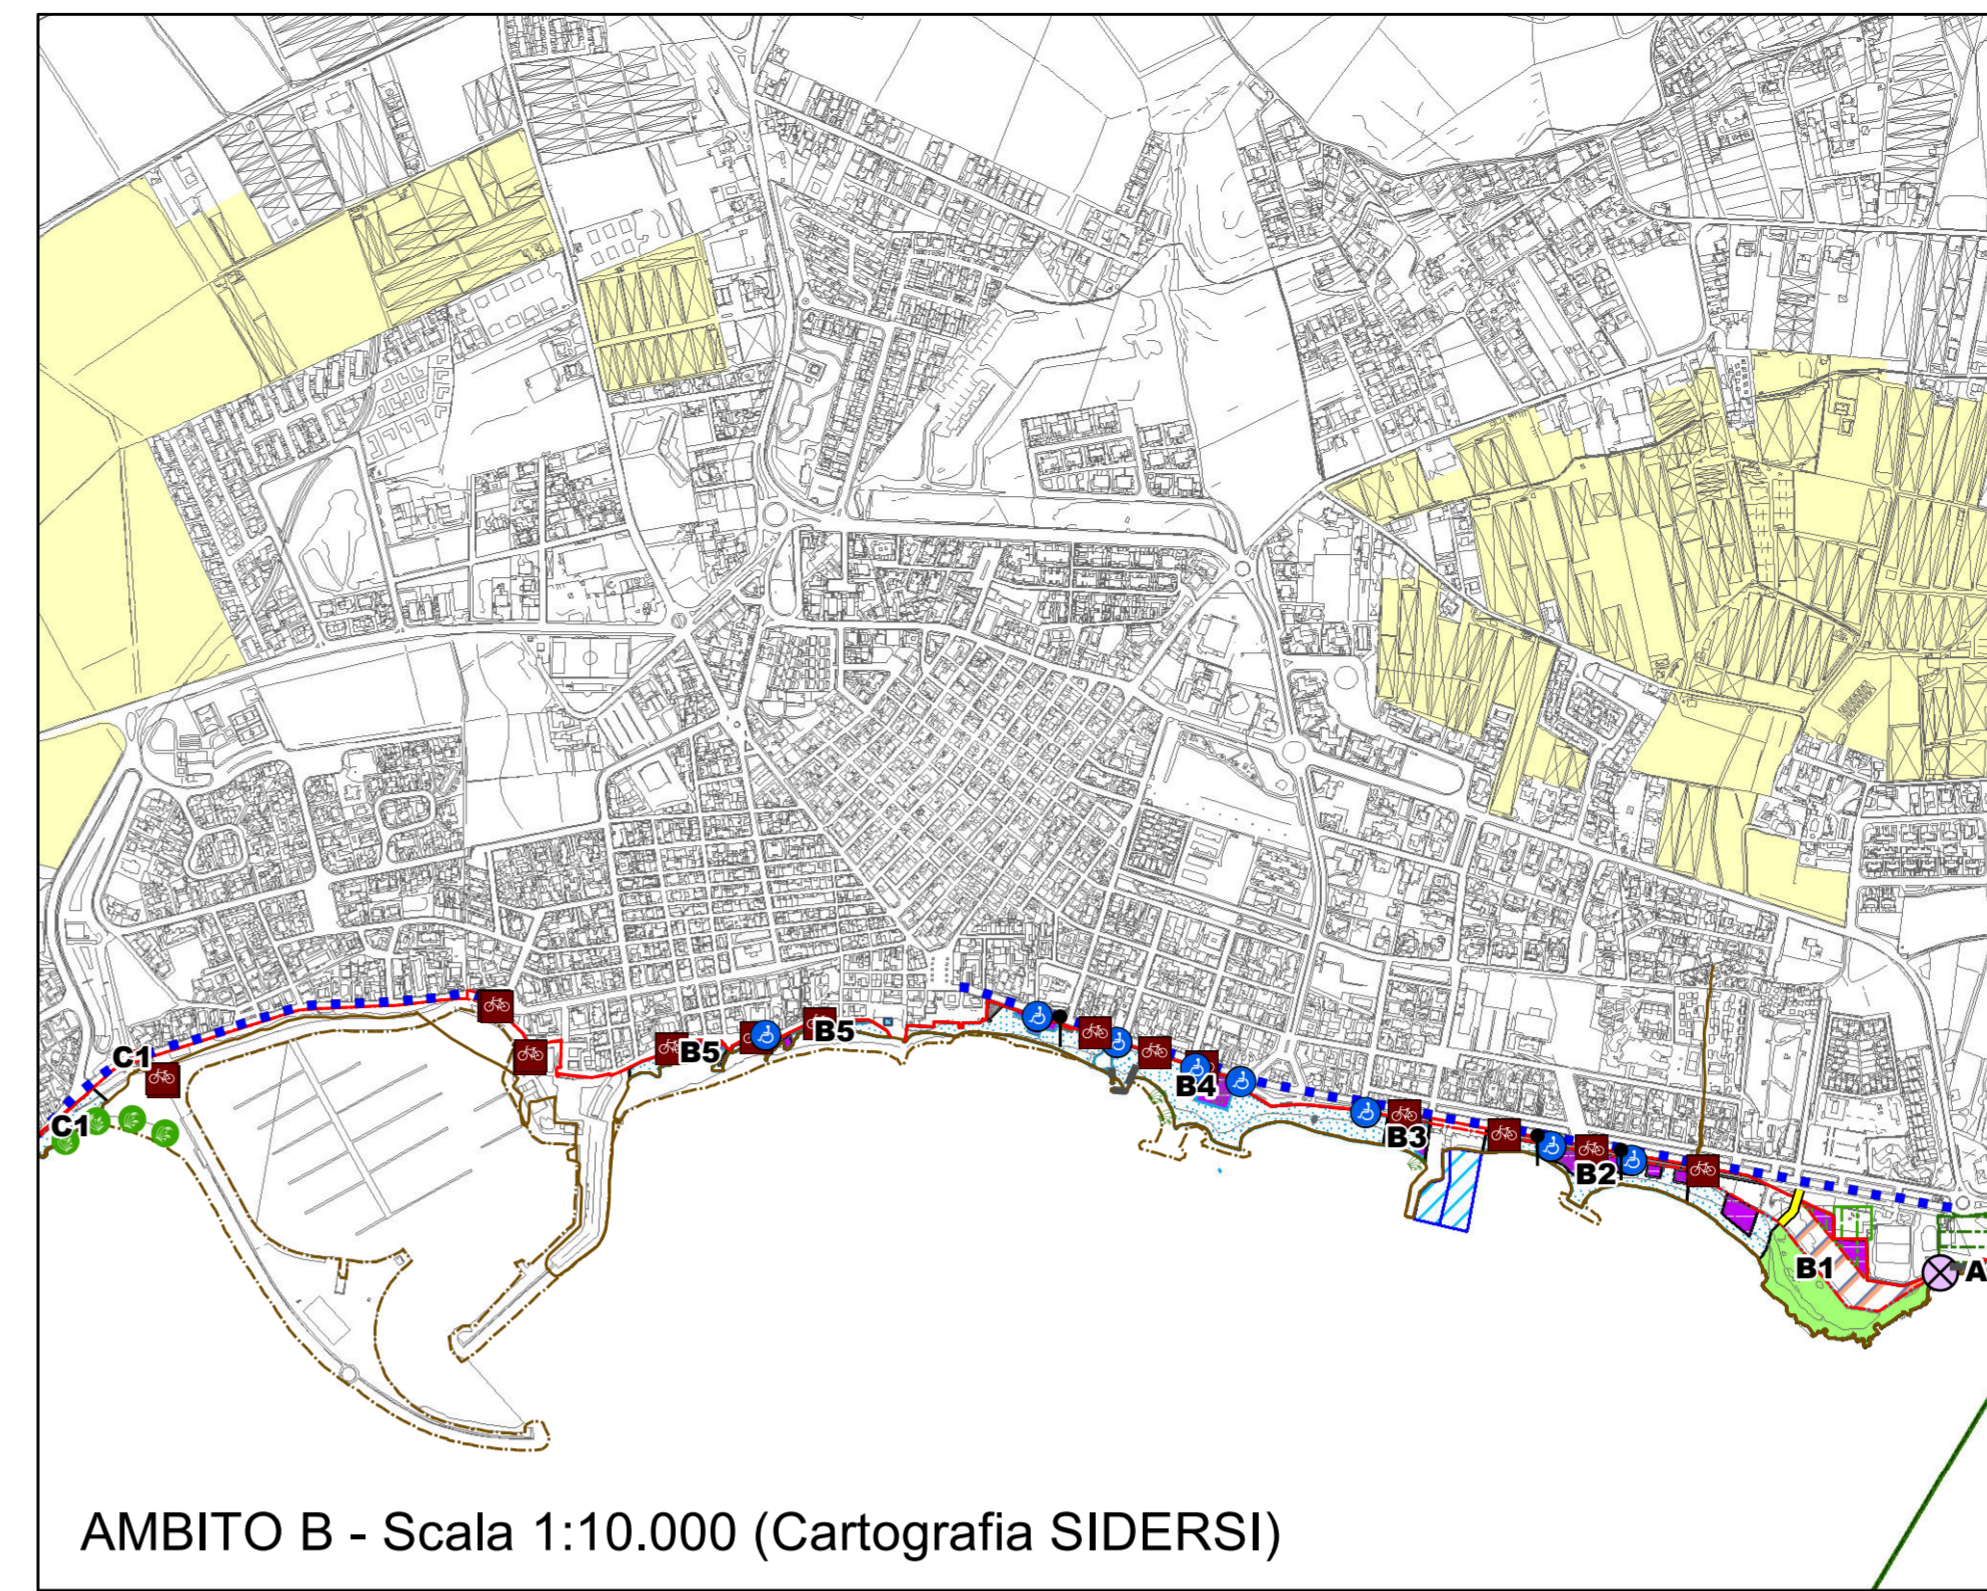 B5
B5
C1
B4
C1
B3
B2
B1
A
AMBITO B - Scala 1:10.000 (Cartografia SIDERSI)